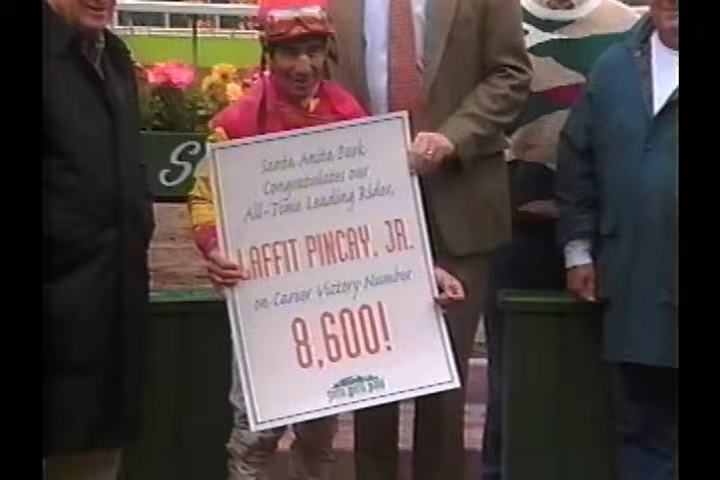 Santa Anita Park
Congratulates our
All-Time Leading Rider,
LAFFIT PINCAY, JR.
on Career Victory Number
8,600!